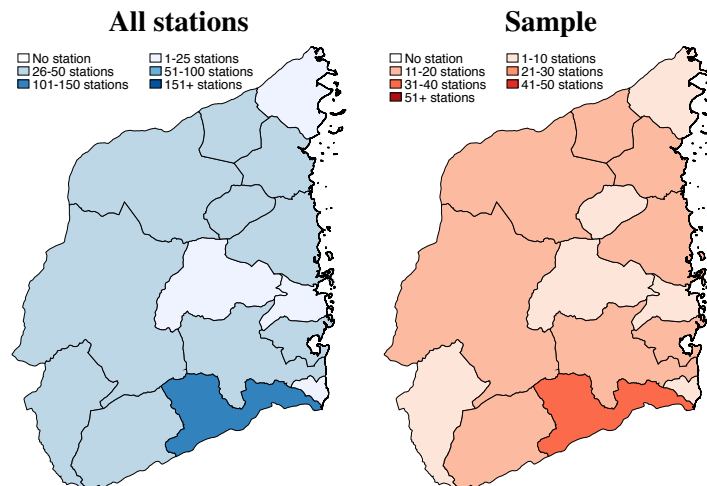 All stations
No station
1-25 stations
26-50 stations
51-100 stations
101-150 stations
151+ stations
Sample
No station
1-10 stations
11-20 stations
21-30 stations
31-40 stations
41-50 stations
51+ stations